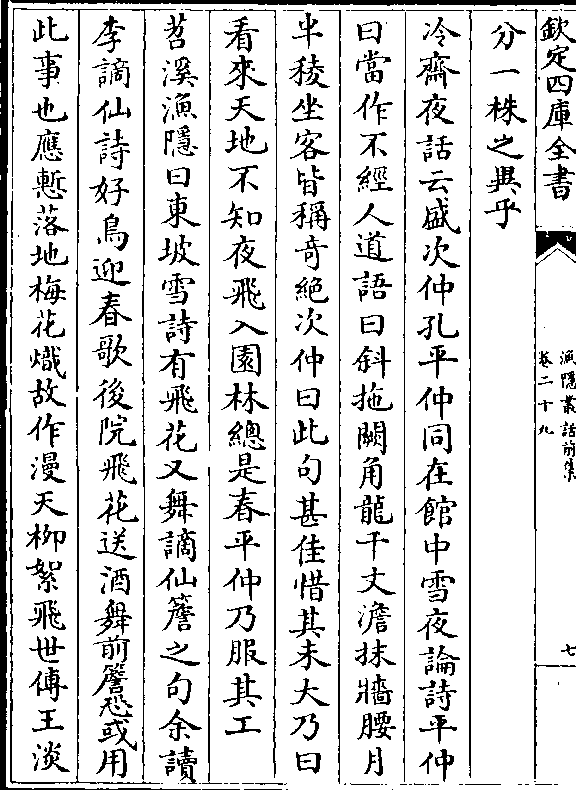 欽定四庫全書
漁隱叢話前集
卷二十九
七
分一株之異乎
冷齋夜話云盛次仲孔平仲同在館中雪夜論詩平仲
曰當作不經人道語曰斜拖闕角龍千丈澹抹牆腰月
半稜坐客皆稱竒絕次仲曰此句甚佳惜其未大乃曰
看來天地不知夜飛入園林總是春平仲乃服其工
苕溪漁隱曰東坡雪詩有飛花又舞謫仙簷之句余讀
李謫仙詩好鳥迎春歌後院飛花送酒舞前簷恐或用
此事也應慙落地梅花熾故作漫天栁絮飛世傳王淡